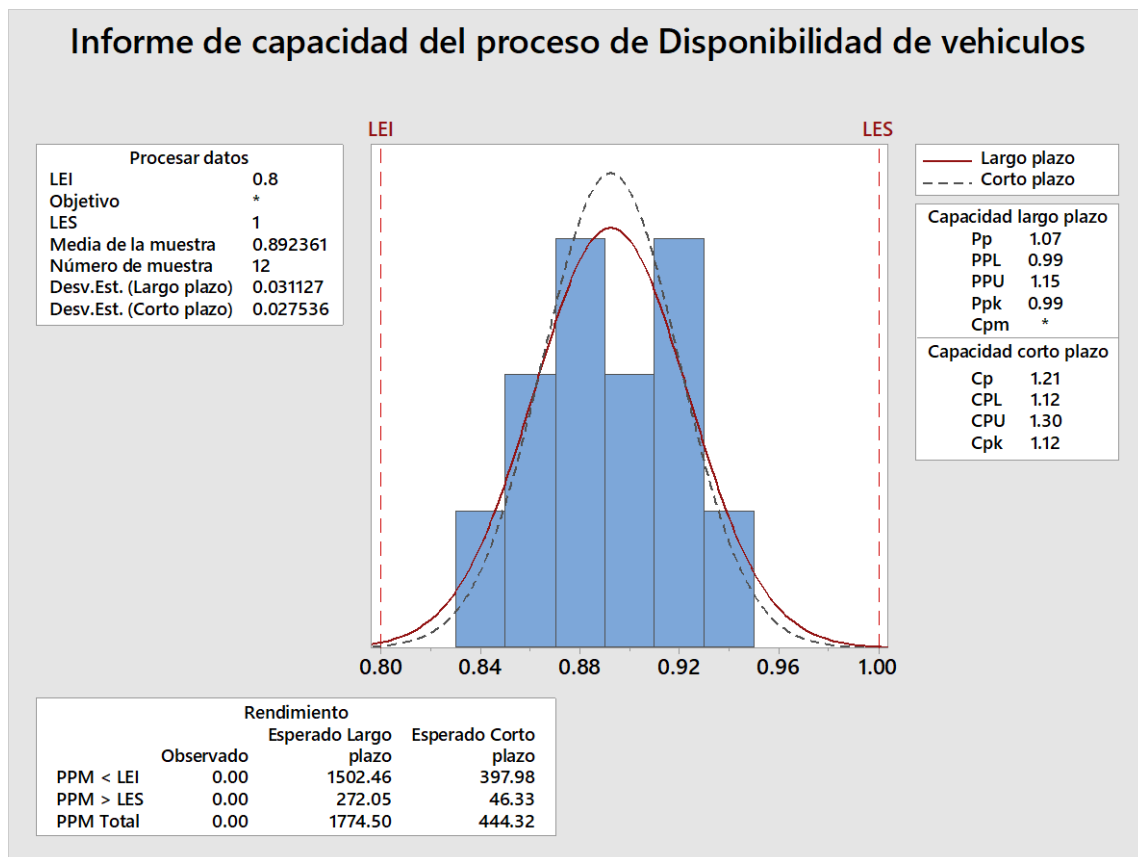 Informe de capacidad del proceso de Disponibilidad de vehiculos
LEI LES
Procesar datos
LEI 0.8
Objetivo *
LES 1
Media de la muestra 0.892361
Número de muestra 12
Desv.Est. (Largo plazo) 0.031127
Desv.Est. (Corto plazo) 0.027536
Largo plazo
Corto plazo
Capacidad largo plazo
Pp 1.07
PPL 0.99
PPU 1.15
Ppk 0.99
Cpm *
Capacidad corto plazo
Cp 1.21
CPL 1.12
CPU 1.30
Cpk 1.12
0.80 0.84 0.88 0.92 0.96 1.00
Rendimiento
Esperado Largo Esperado Corto
Observado plazo plazo
PPM < LEI 0.00 1502.46 397.98
PPM > LES 0.00 272.05 46.33
PPM Total 0.00 1774.50 444.32